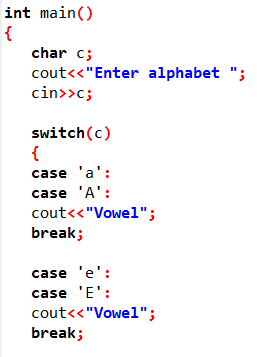 int main()
{
char c;
cout<<"Enter alphabet ";
cin>>c;
switch(c)
{
case 'a':
case 'A':
cout<<"Vowel";
break;
case 'e':
case 'E':
cout<<"Vowel";
break;